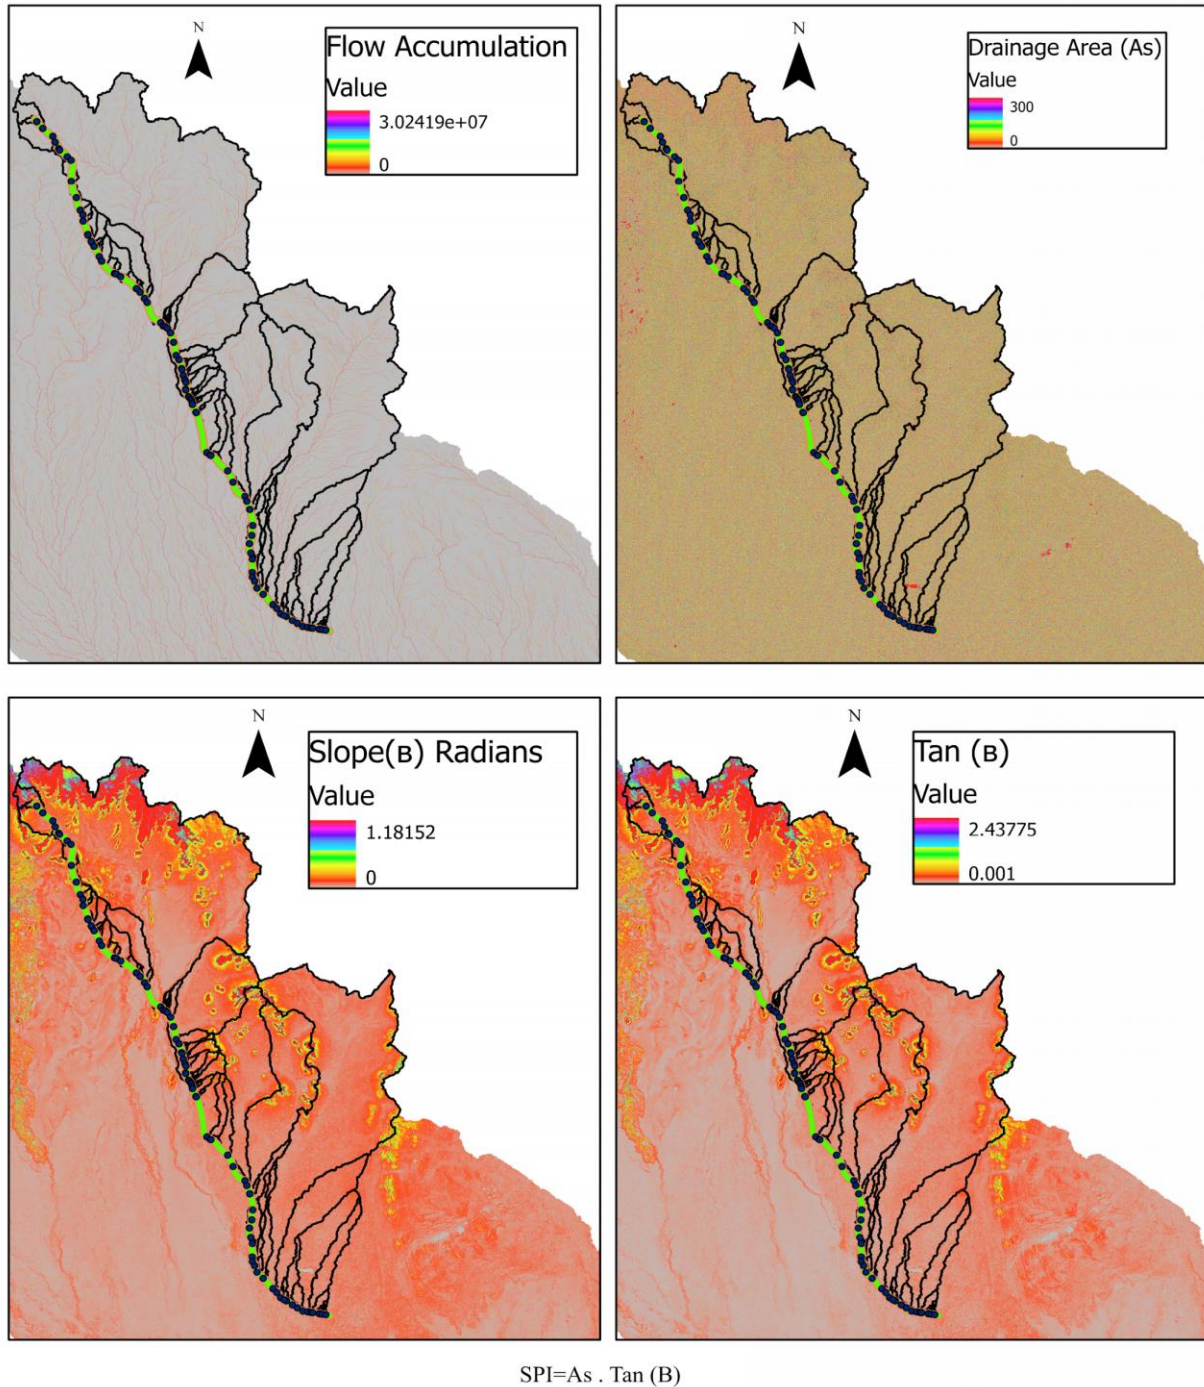 N
Flow Accumulation
Value
3.02419e+07
0
N
Drainage Area (As)
Value
300
0
N
Slope(B) Radians
Value
1.18152
0
N
Tan (B)
Value
2.43775
0.001
SPI=As . Tan (B)